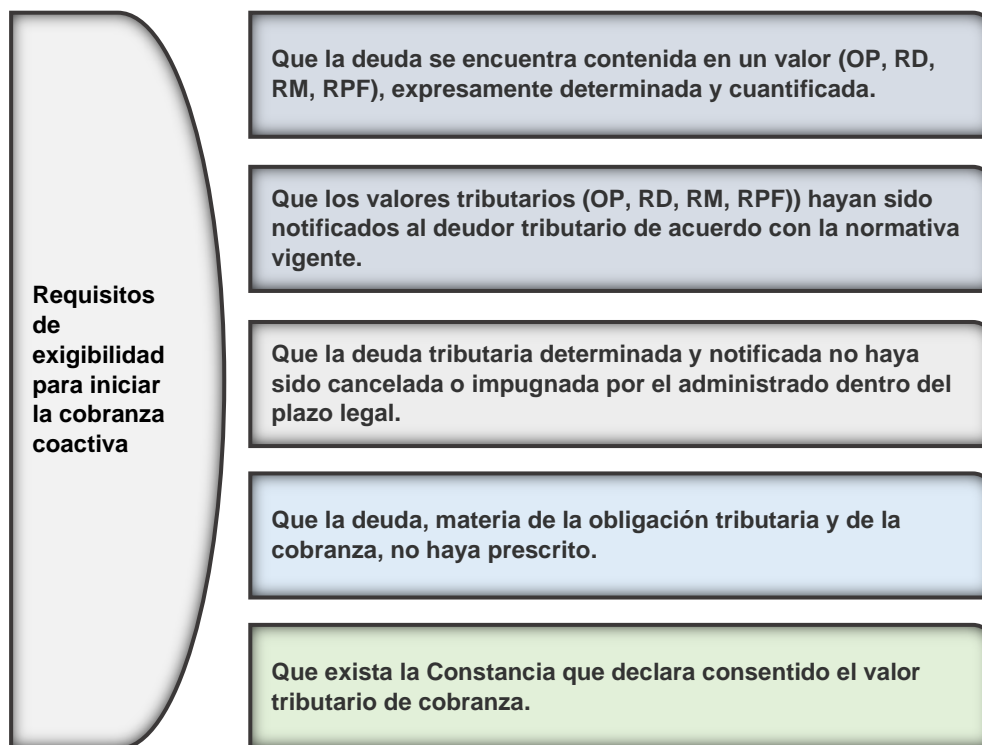 Requisitos
de
exigibilidad
para iniciar
la cobranza
coactiva
Que la deuda se encuentra contenida en un valor (OP, RD,
RM, RPF), expresamente determinada y cuantificada.
Que los valores tributarios (OP, RD, RM, RPF)) hayan sido
notificados al deudor tributario de acuerdo con la normativa
vigente.
Que la deuda tributaria determinada y notificada no haya
sido cancelada o impugnada por el administrado dentro del
plazo legal.
Que la deuda, materia de la obligación tributaria y de la
cobranza, no haya prescrito.
Que exista la Constancia que declara consentido el valor
tributario de cobranza.